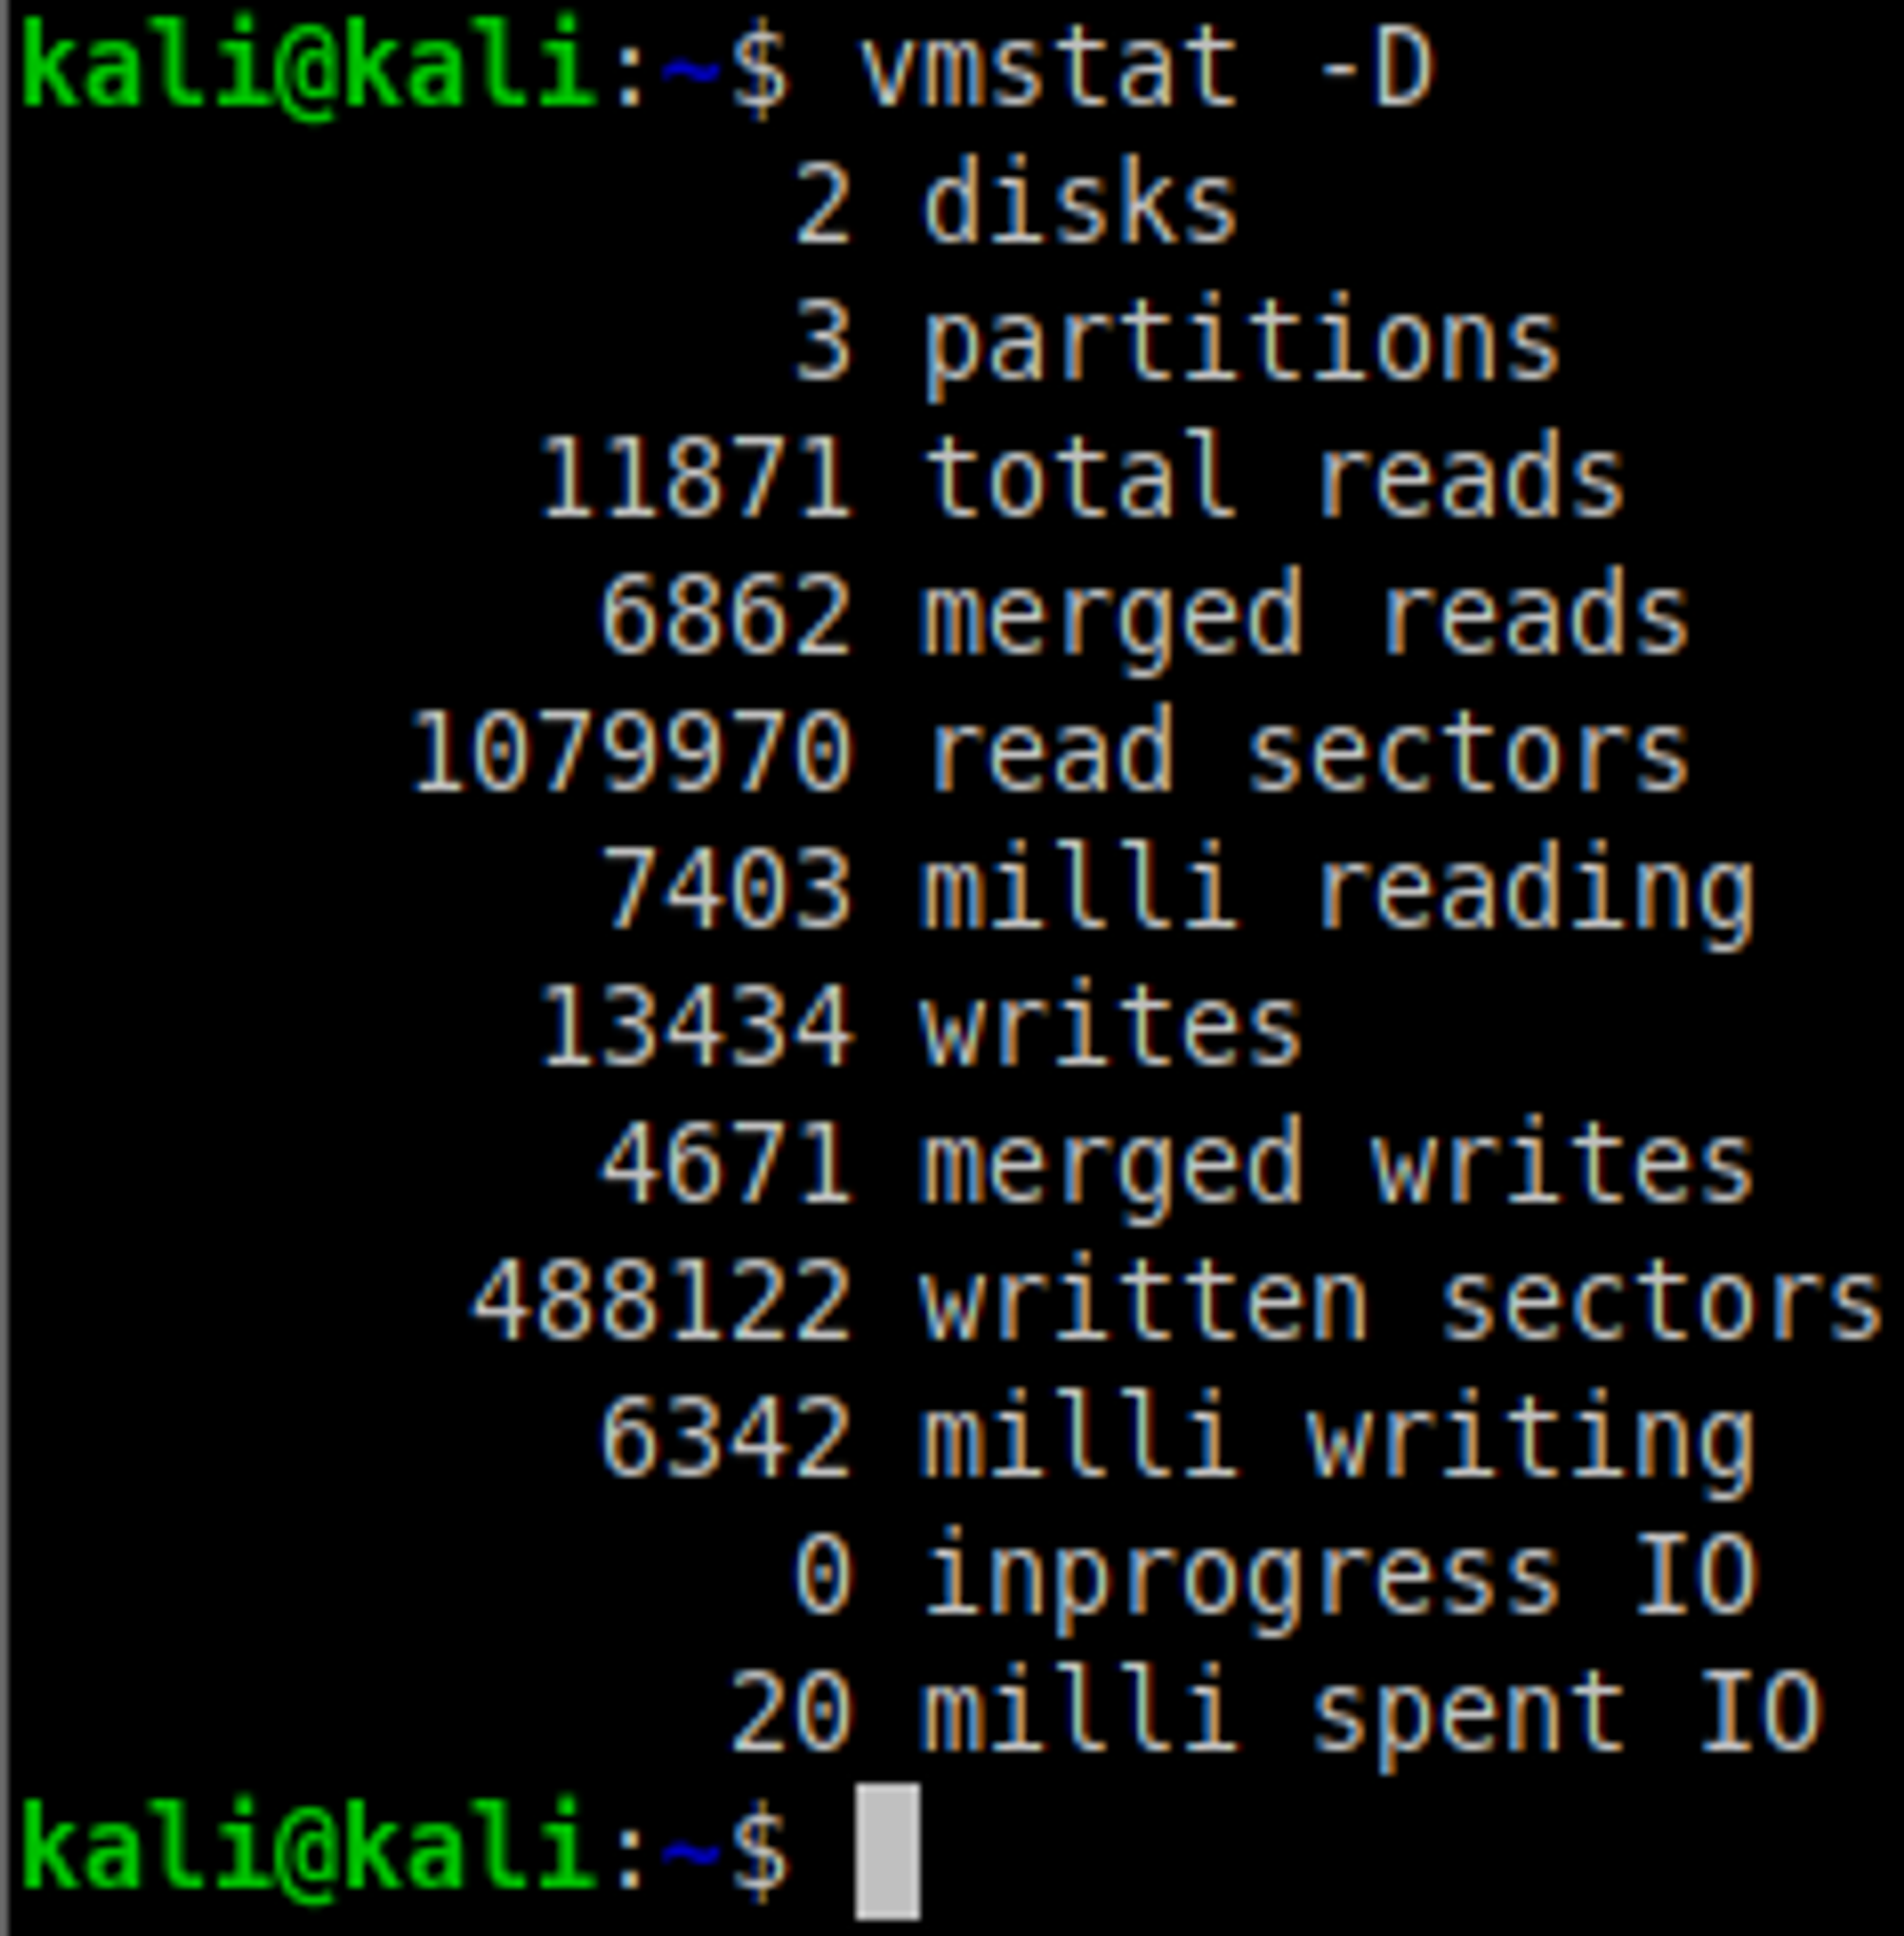 kali@kali:~$ vmstat -D
2 disks
3 partitions
11871 total reads
6862 merged reads
1079970 read sectors
7403 milli reading
13434 writes
4671 merged writes
488122 written sectors
6342 milli writing
0 inprogress IO
20 milli spent IO
kali@kali:~$